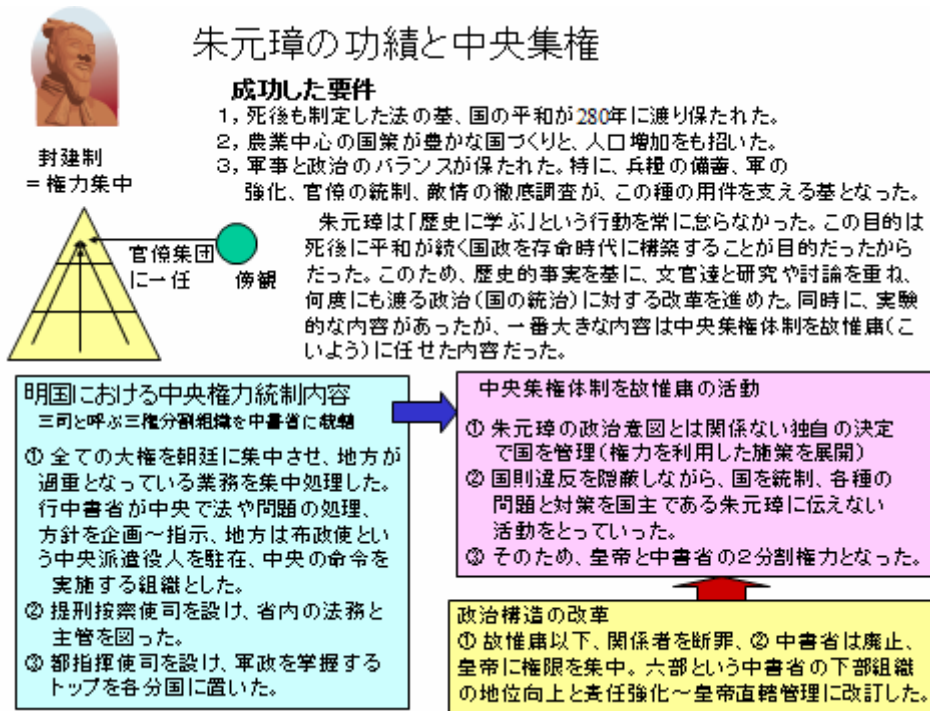 朱元璋の功績と中央集権
成功した要件
1，死後も制定した法の基、国の平和が280年に渡り保たれた。
2，農業中心の国策が豊かな国づくりと、人口増加をも招いた。
3，軍事と政治のバランスが保たれた。特に、兵糧の備蓄、軍の
強化、官僚の統制、敵情の徹底調査が、この種の用件を支える基となった。
封建制
＝権力集中
官僚集団
に一任
傍観
朱元璋は「歴史に学ぶ」という行動を常に怠らなかった。この目的は
死後に平和が続く国政を存命時代に構築することが目的だったから
だった。このため、歴史的事実を基に、文官達と研究や討論を重ね、
何度にも渡る政治（国の統治）に対する改革を進めた。同時に、実験
的な内容があったが、一番大きな内容は中央集権体制を故惟庸（こ
いよう）に任せた内容だった。
明国における中央権力統制内容
三司と呼ぶ三権分割組織を中書省に統轄
① 全ての大権を朝廷に集中させ、地方が
過重となっている業務を集中処理した。
行中書省が中央で法や問題の処理、
方針を企画～指示、地方は布政使とい
う中央派遣役人を駐在、中央の命令を
実施する組織とした。
② 提刑按察使司を設け、省内の法務と
主管を図った。
③ 都指揮使司を設け、軍政を掌握する
トップを各分国に置いた。
中央集権体制を故惟庸の活動
① 朱元璋の政治意図とは関係ない独自の決定
で国を管理（権力を利用した施策を展開）
② 国則違反を隠蔽しながら、国を統制、各種の
問題と対策を国主である朱元璋に伝えない
活動をとっていった。
③ そのため、皇帝と中書省の2分割権力となった。
政治構造の改革
① 故惟庸以下、関係者を断罪、② 中書省は廃止、
皇帝に権限を集中。六部という中書省の下部組織
の地位向上と責任強化～皇帝直轄管理に改訂した。